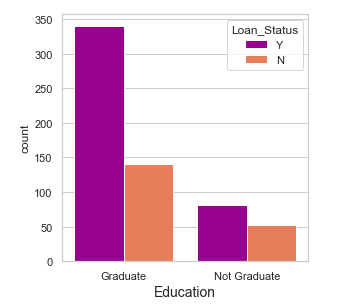 350
300
250
200
150
100
50
0
count
Loan_Status
Y
N
Graduate
Not Graduate
Education